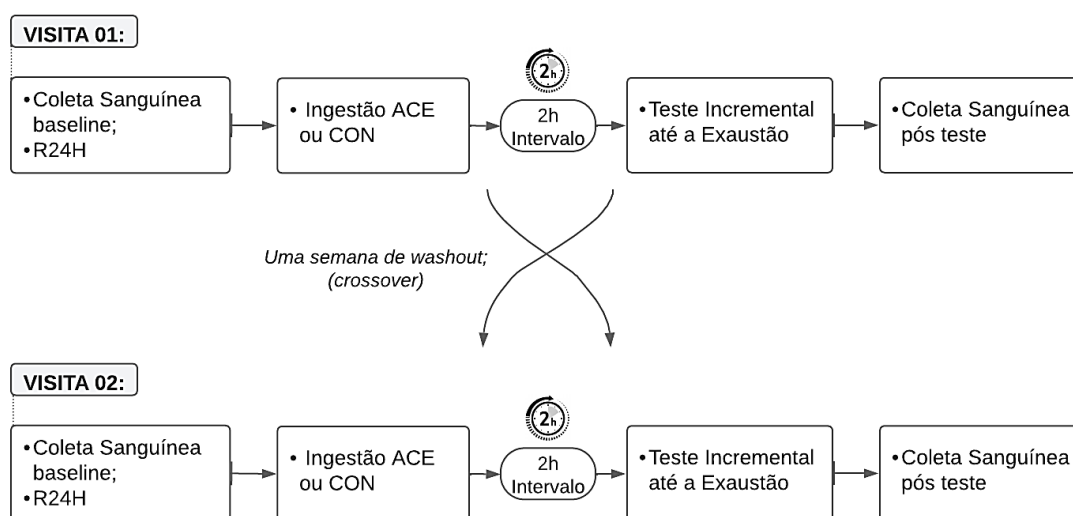 VISITA 01:
•Coleta Sanguínea
baseline;
•R24H
• Ingestão ACE
ou CON
2h
2h
Intervalo
•Teste Incremental
até a Exaustão
•Coleta Sanguínea
pós teste
Uma semana de washout;
(crossover)
VISITA 02:
•Coleta Sanguínea
baseline;
•R24H
• Ingestão ACE
ou CON
2h
2h
Intervalo
•Teste Incremental
até a Exaustão
•Coleta Sanguínea
pós teste